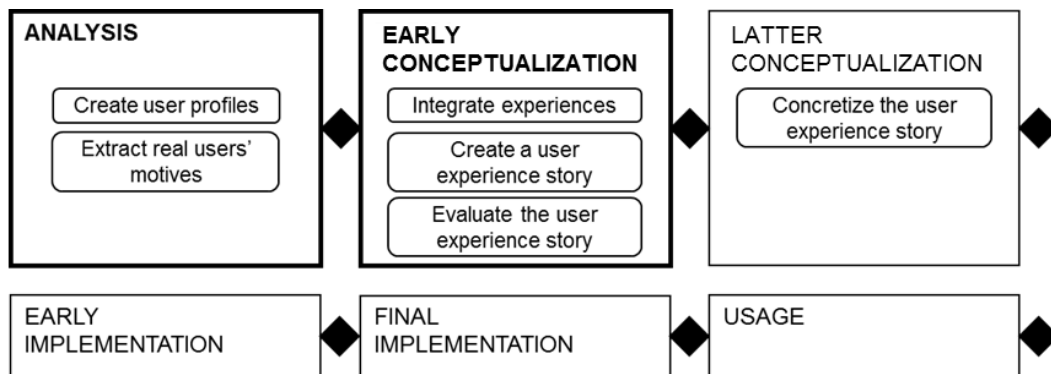 ANALYSIS
Create user profiles
Extract real users’
motives
EARLY
CONCEPTUALIZATION
Integrate experiences
Create a user
experience story
Evaluate the user
experience story
LATTER
CONCEPTUALIZATION
Concretize the user
experience story
EARLY
IMPLEMENTATION
FINAL
IMPLEMENTATION
USAGE